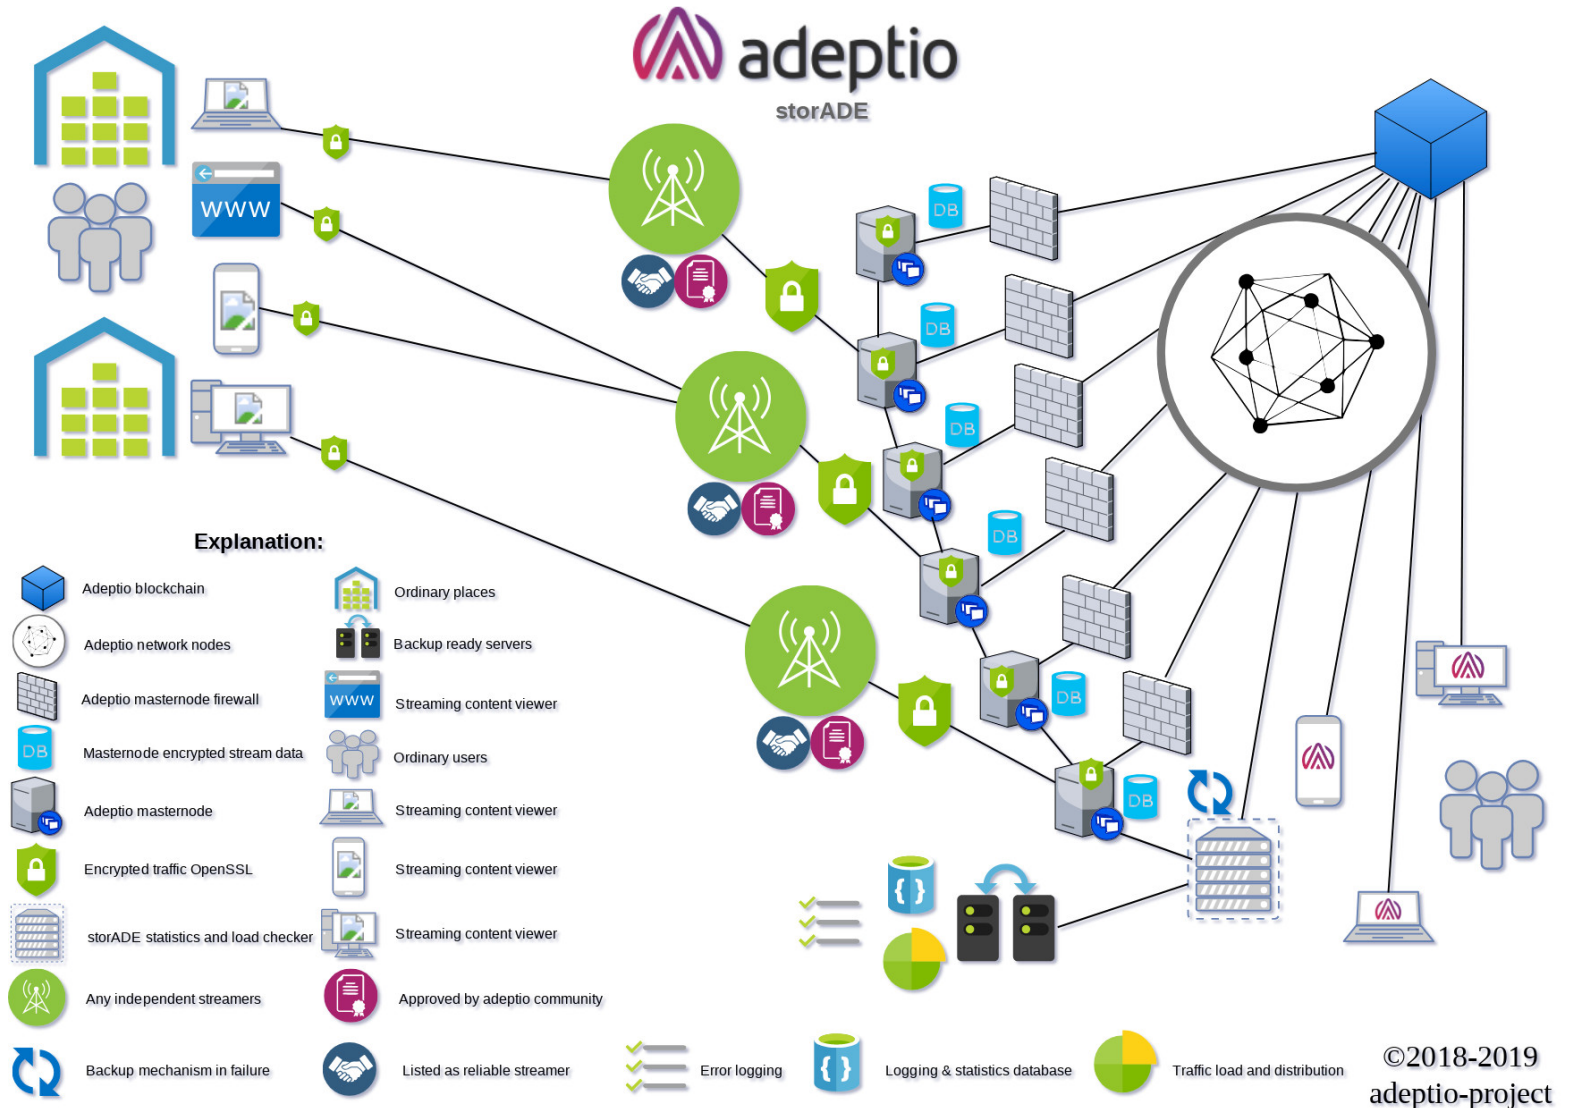 adeptio
storADE
www
DB
DB
DB
DB
DB
DB
Explanation:
Adeptio blockchain
Ordinary places
Adeptio network nodes
Backup ready servers
Adeptio masternode firewall
www
Streaming content viewer
DB
Masternode encrypted stream data
Ordinary users
Adeptio masternode
Streaming content viewer
Encrypted traffic OpenSSL
Streaming content viewer
storADE statistics and load checker
Streaming content viewer
Any independent streamers
Approved by adeptio community
Backup mechanism in failure
Listed as reliable streamer
Error logging
Logging & statistics database
Traffic load and distribution
©2018-2019
adeptio-project